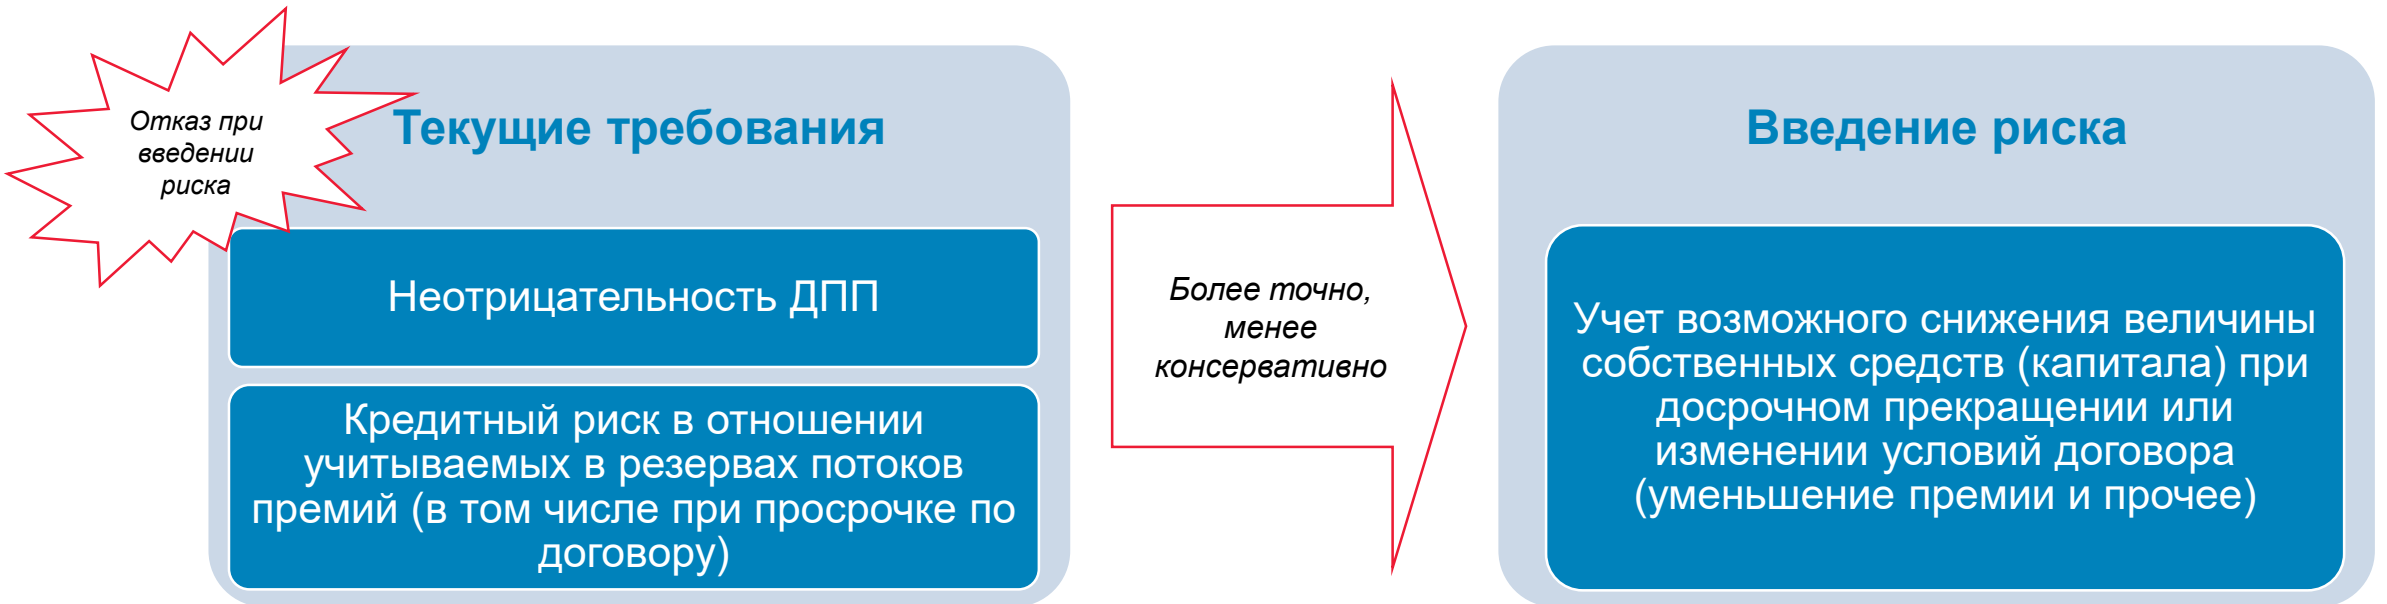 Отказ при
введении
риска
Текущие требования
Неотрицательность ДПП
Кредитный риск в отношении
учитываемых в резервах потоков
премий (в том числе при просрочке по
договору)
Более точно,
менее
консервативно
Введение риска
Учет возможного снижения величины
собственных средств (капитала) при
досрочном прекращении или
изменении условий договора
(уменьшение премии и прочее)